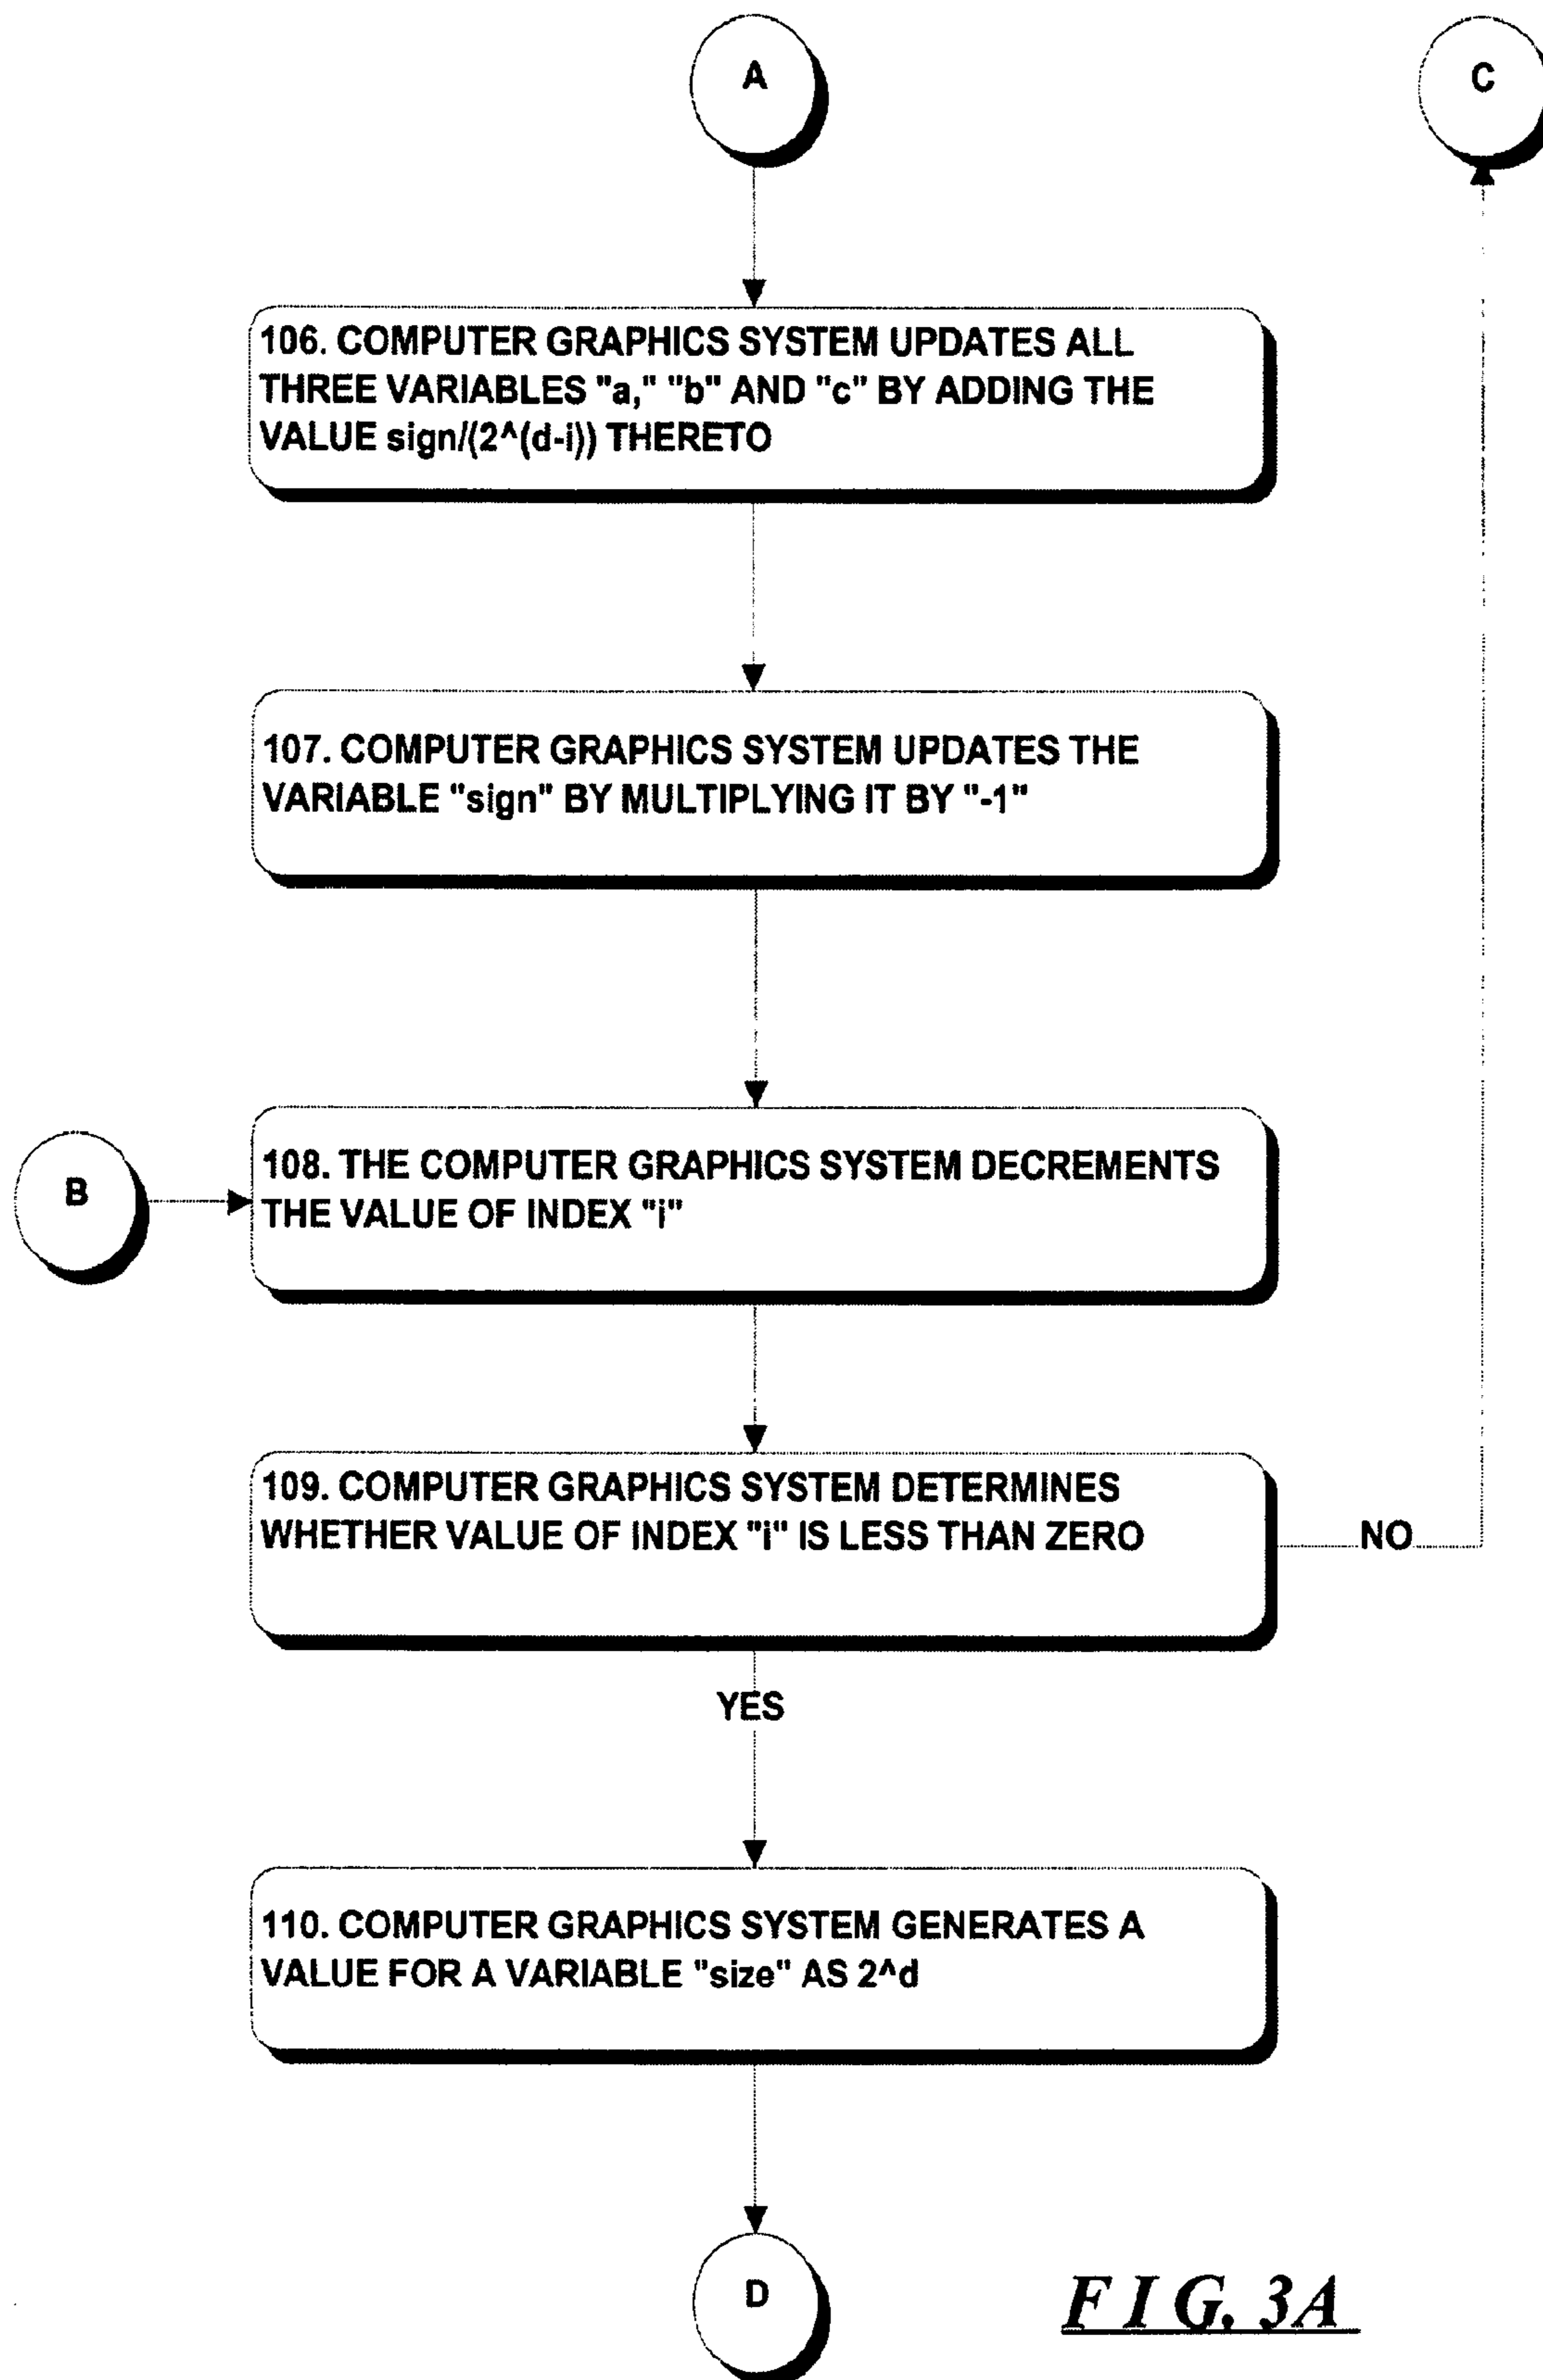 A
C
106. COMPUTER GRAPHICS SYSTEM UPDATES ALL
THREE VARIABLES "a," "b" AND "c" BY ADDING THE
VALUE sign/(2^(d-i)) THERETO
107. COMPUTER GRAPHICS SYSTEM UPDATES THE
VARIABLE "sign" BY MULTIPLYING IT BY "-1"
B
108. THE COMPUTER GRAPHICS SYSTEM DECREMENTS
THE VALUE OF INDEX "i"
109. COMPUTER GRAPHICS SYSTEM DETERMINES
WHETHER VALUE OF INDEX "i" IS LESS THAN ZERO
NO
YES
110. COMPUTER GRAPHICS SYSTEM GENERATES A
VALUE FOR A VARIABLE "size" AS 2^d
D
FIG. 3A